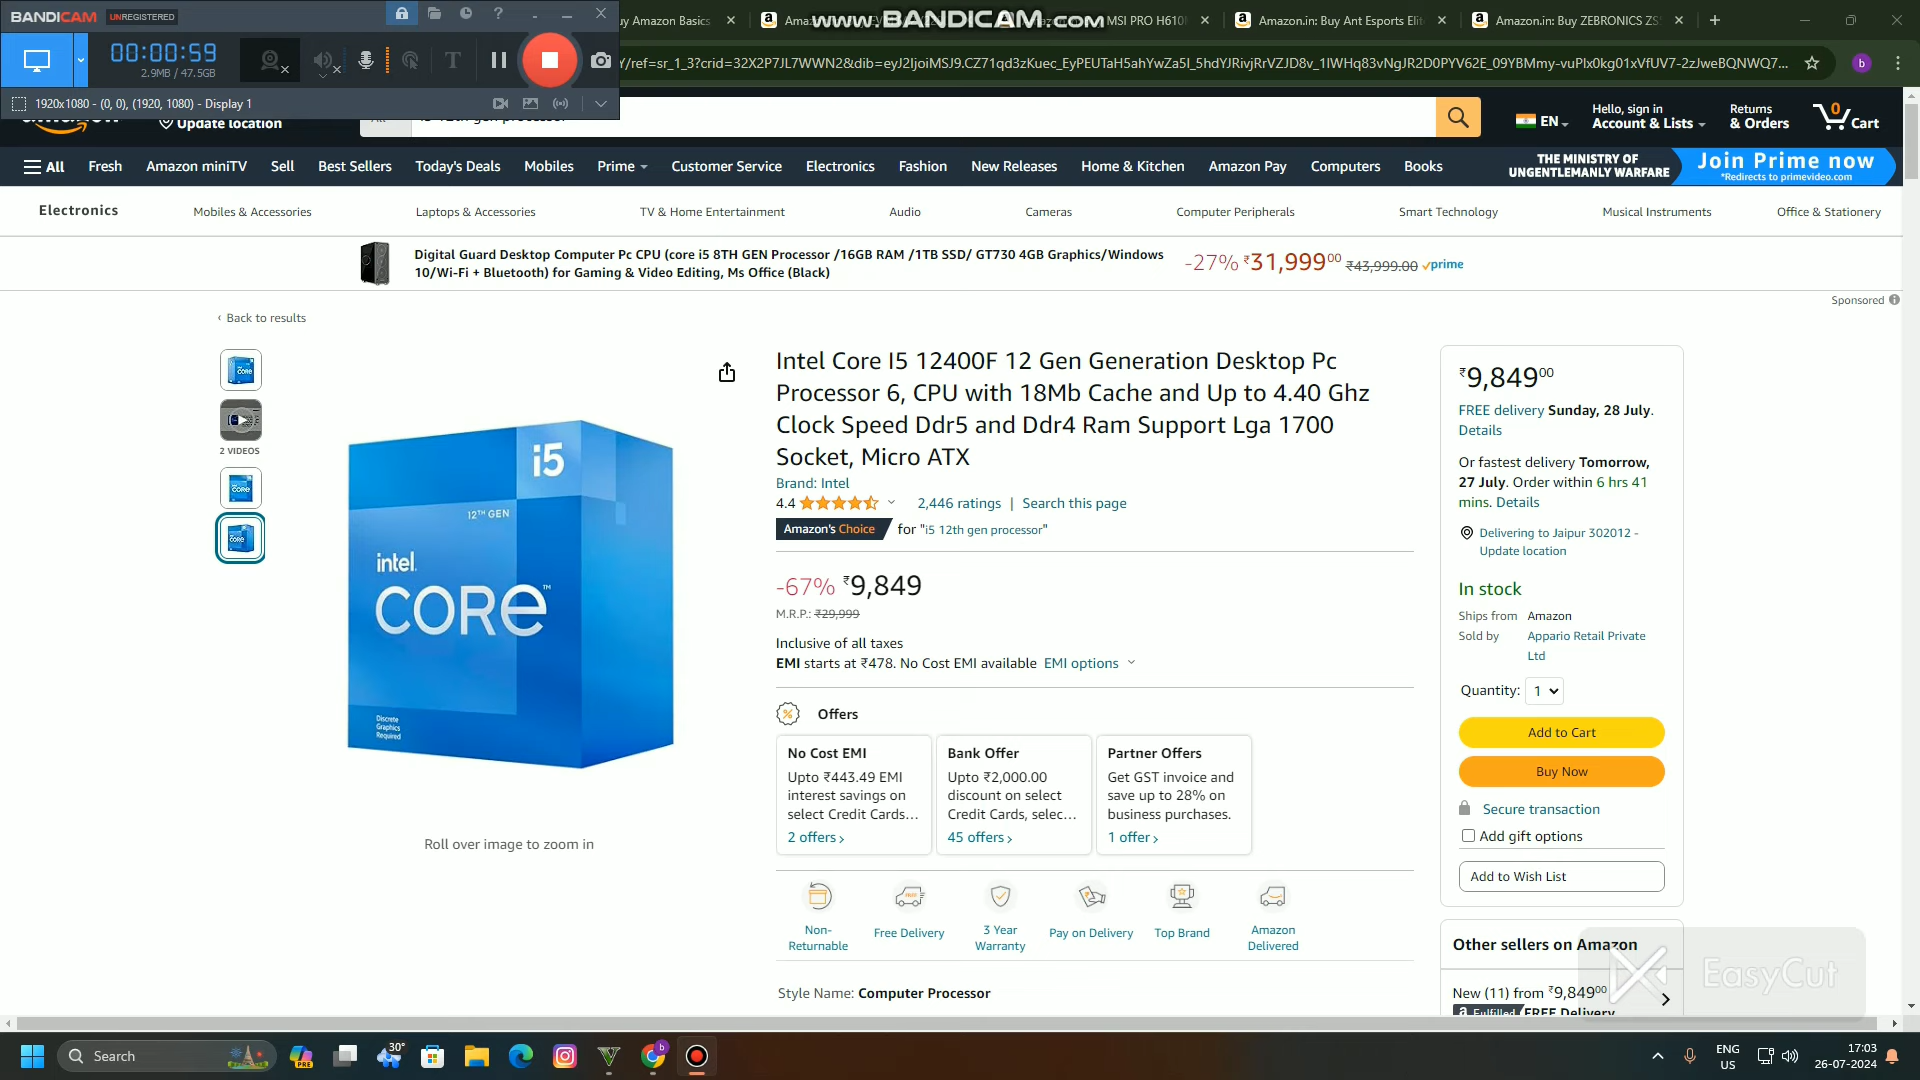 BANDICAM UNREGISTERED
00:00:59
2.9MB / 47.5GB
1920x1080 - (0, 0), (1920, 1080) - Display 1
www.BANDICAM.com
uy Amazon Basics
MSI PRO H610
Amazon.in: Buy Ant Esports Elit
Amazon.in: Buy ZEBRONICS ZS
Update location
EN
Hello, sign in
Account & Lists
Returns
& Orders
0
Cart
All Fresh Amazon miniTV Sell Best Sellers Today's Deals Mobiles Prime Customer Service Electronics Fashion New Releases Home & Kitchen Amazon Pay Computers Books
THE MINISTRY OF
UNGENTLEMANLY WARFARE
Join Prime now
*Redirects to primevideo.com
Electronics Mobiles & Accessories Laptops & Accessories TV & Home Entertainment Audio Cameras Computer Peripherals Smart Technology Musical Instruments Office & Stationery
Digital Guard Desktop Computer Pc CPU (core i5 8TH GEN Processor /16GB RAM /1TB SSD/ GT730 4GB Graphics/Windows
10/Wi-Fi + Bluetooth) for Gaming & Video Editing, Ms Office (Black)
-27% ₹31,99900 ₹43,999.00 prime
Sponsored
‹ Back to results
2 VIDEOS
i5
12TH GEN
intel.
CORE™
Discrete
Graphics
Required
Roll over image to zoom in
Intel Core I5 12400F 12 Gen Generation Desktop Pc
Processor 6, CPU with 18Mb Cache and Up to 4.40 Ghz
Clock Speed Ddr5 and Ddr4 Ram Support Lga 1700
Socket, Micro ATX
Brand: Intel
4.4 2,446 ratings | Search this page
Amazon's Choice for "i5 12th gen processor"
-67% ₹9,849
M.R.P.: ₹29,999
Inclusive of all taxes
EMI starts at ₹478. No Cost EMI available EMI options
Offers
No Cost EMI
Upto ₹443.49 EMI
interest savings on
select Credit Cards…
2 offers ›
Bank Offer
Upto ₹2,000.00
discount on select
Credit Cards, selec…
45 offers ›
Partner Offers
Get GST invoice and
save up to 28% on
business purchases.
1 offer ›
Non-
Returnable
Free Delivery
3 Year
Warranty
Pay on Delivery
Top Brand
Amazon
Delivered
Style Name: Computer Processor
₹9,84900
FREE delivery Sunday, 28 July.
Details
Or fastest delivery Tomorrow,
27 July. Order within 6 hrs 41
mins. Details
Delivering to Jaipur 302012 -
Update location
In stock
Ships from Amazon
Sold by Appario Retail Private
Ltd
Quantity: 1
Add to Cart
Buy Now
Secure transaction
Add gift options
Add to Wish List
Other sellers on Amazon
New (11) from ₹9,84900
Fulfilled FREE Delivery
EasyCut
Search
PRE
30°
ENG
US
17:03
26-07-2024